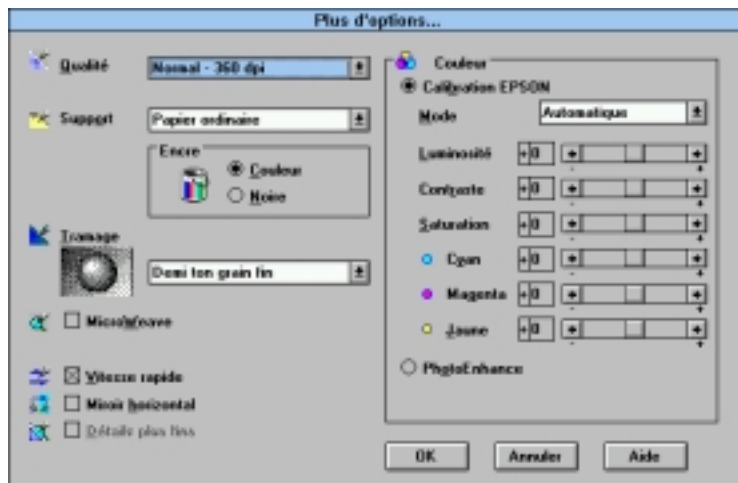 Plus d'options...
Qualité
Normal - 360 dpi
Support
Papier ordinaire
Encre
Couleur
Noire
Tramage
Demi ton grain fin
MicroWeave
Vitesse rapide
Miroir horizontal
Détails plus fins
Couleur
Calibration EPSON
Mode
Automatique
Luminosité +0
- +
Contraste +0
- +
Saturation +0
- +
Cyan +0
- +
Magenta +0
- +
Jaune +0
- +
PhotoEnhance
OK
Annuler
Aide